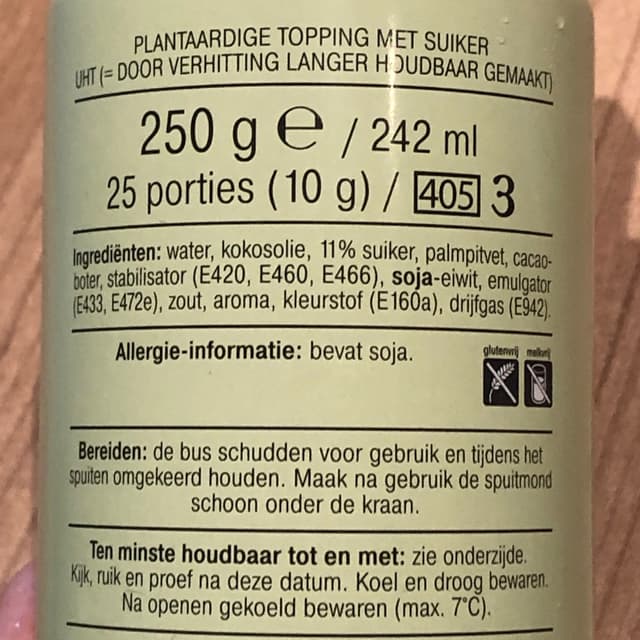 PLANTAARDIGE TOPPING MET SUIKER
UHT (= DOOR VERHITTING LANGER HOUDBAAR GEMAAKT)
250 g ℮ / 242 ml
25 porties (10 g) / 405 3
Ingrediënten: water, kokosolie, 11% suiker, palmpitvet, cacao-
boter, stabilisator (E420, E460, E466), soja-eiwit, emulgator
(E433, E472e), zout, aroma, kleurstof (E160a), drijfgas (E942).
Allergie-informatie: bevat soja.
glutenvrij melkvrij
Bereiden: de bus schudden voor gebruik en tijdens het
spuiten omgekeerd houden. Maak na gebruik de spuitmond
schoon onder de kraan.
Ten minste houdbaar tot en met: zie onderzijde.
Kijk, ruik en proef na deze datum. Koel en droog bewaren.
Na openen gekoeld bewaren (max. 7°C).